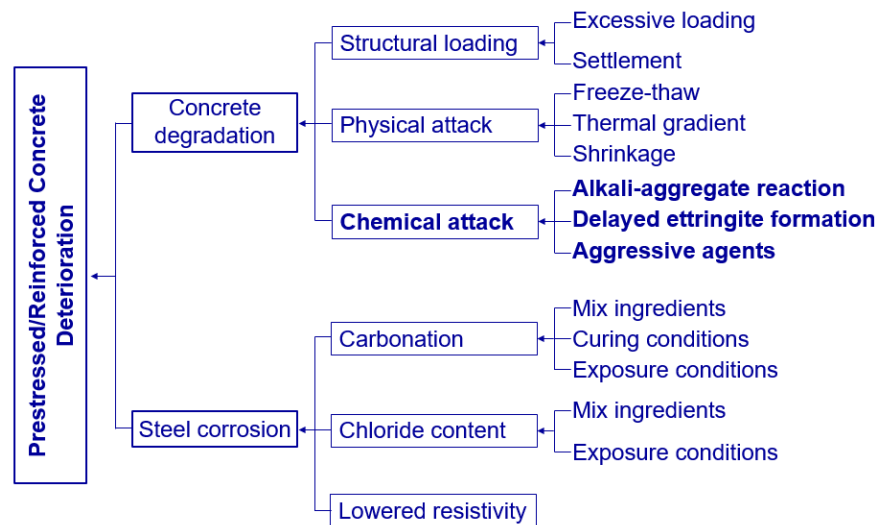 Prestressed/Reinforced Concrete
Deterioration
Concrete
degradation
Structural loading
Excessive loading
Settlement
Physical attack
Freeze-thaw
Thermal gradient
Shrinkage
Chemical attack
Alkali-aggregate reaction
Delayed ettringite formation
Aggressive agents
Steel corrosion
Carbonation
Mix ingredients
Curing conditions
Exposure conditions
Chloride content
Mix ingredients
Exposure conditions
Lowered resistivity